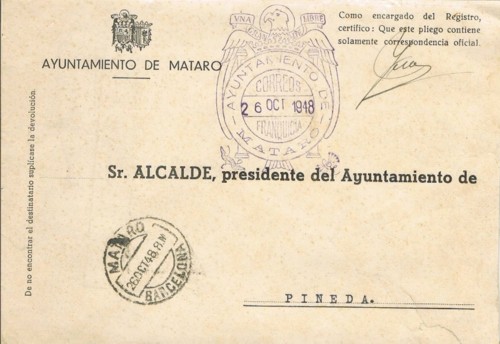 AYUNTAMIENTO DE MATARO
UNA
LIBRE
AYUNTAMIENTO DE
CORREOS
26 OCT 1948
FRANQUICIA
MATARO
Como encargado del Registro,
certifico: Que este pliego contiene
solamente correspondencia oficial.
De no encontrar el destinatario suplícase la devolución.
Sr. ALCALDE, presidente del Ayuntamiento de
MATARO
26OCT48.8.N
BARCELONA
PINEDA.